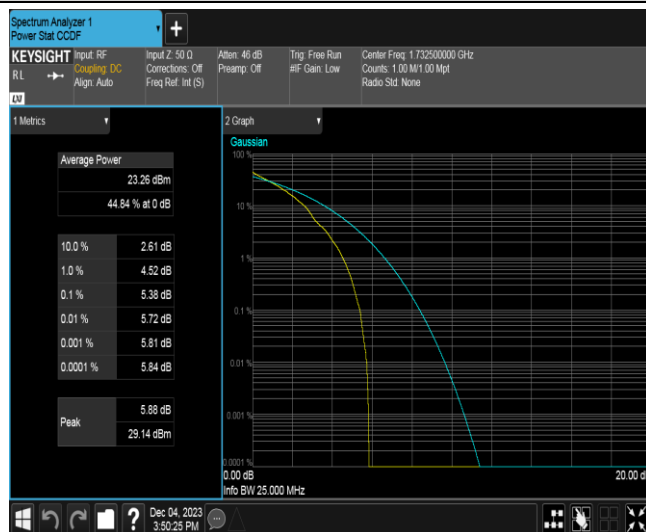 Spectrum Analyzer 1
Power Stat CCDF
+
KEYSIGHT
RL
LXI
Input: RF
Coupling: DC
Align: Auto
Input Z: 50 Ω
Corrections: Off
Freq Ref: Int (S)
Atten: 46 dB
Preamp: Off
Trig: Free Run
#IF Gain: Low
Center Freq: 1.732500000 GHz
Counts: 1.00 M/1.00 Mpt
Radio Std: None
1 Metrics
Average Power
23.26 dBm
44.84 % at 0 dB
10.0 % 2.61 dB
1.0 % 4.52 dB
0.1 % 5.38 dB
0.01 % 5.72 dB
0.001 % 5.81 dB
0.0001 % 5.84 dB
Peak
5.88 dB
29.14 dBm
2 Graph
Gaussian
100 %
10 %
1 %
0.1 %
0.01 %
0.001 %
0.0001 %
0.00 dB
20.00 d
Info BW 25.000 MHz
?
Dec 04, 2023
3:50:25 PM